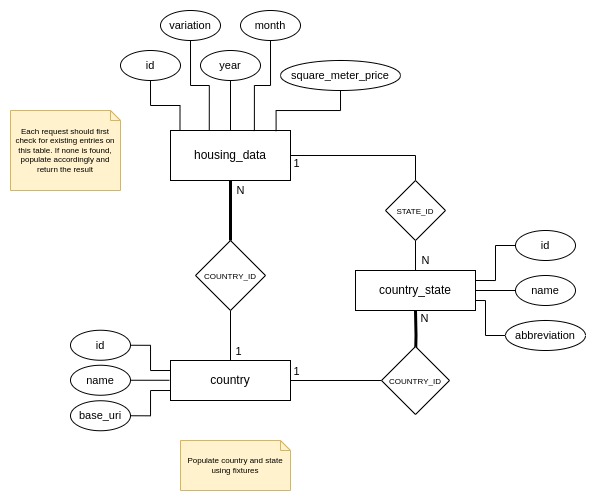 variation
month
id
year
square_meter_price
Each request should first
check for existing entries on
this table. If none is found,
populate accordingly and
return the result
housing_data
1
N
STATE_ID
COUNTRY_ID
N
id
country_state
name
N
abbreviation
id
1
name
country
1
COUNTRY_ID
base_uri
Populate country and state
using fixtures